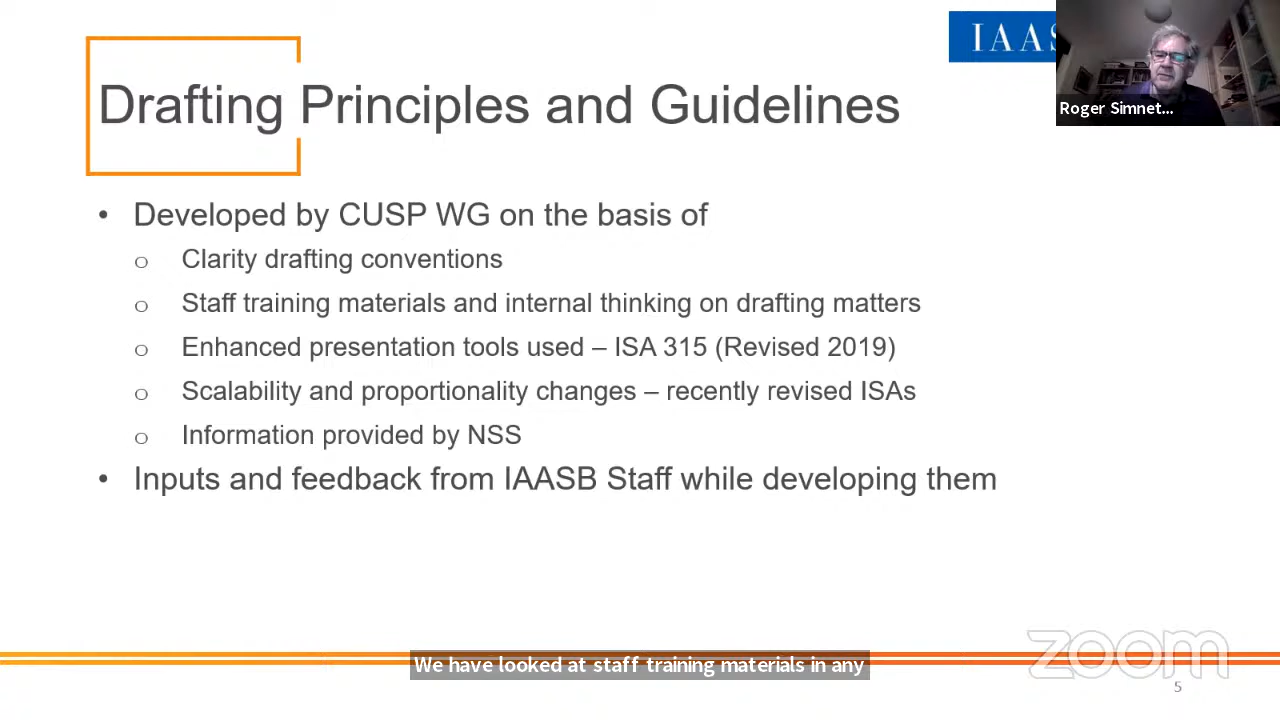 IAAS
Roger Simnet...
Drafting Principles and Guidelines
• Developed by CUSP WG on the basis of
o Clarity drafting conventions
o Staff training materials and internal thinking on drafting matters
o Enhanced presentation tools used – ISA 315 (Revised 2019)
o Scalability and proportionality changes – recently revised ISAs
o Information provided by NSS
• Inputs and feedback from IAASB Staff while developing them
zoom
We have looked at staff training materials in any
5